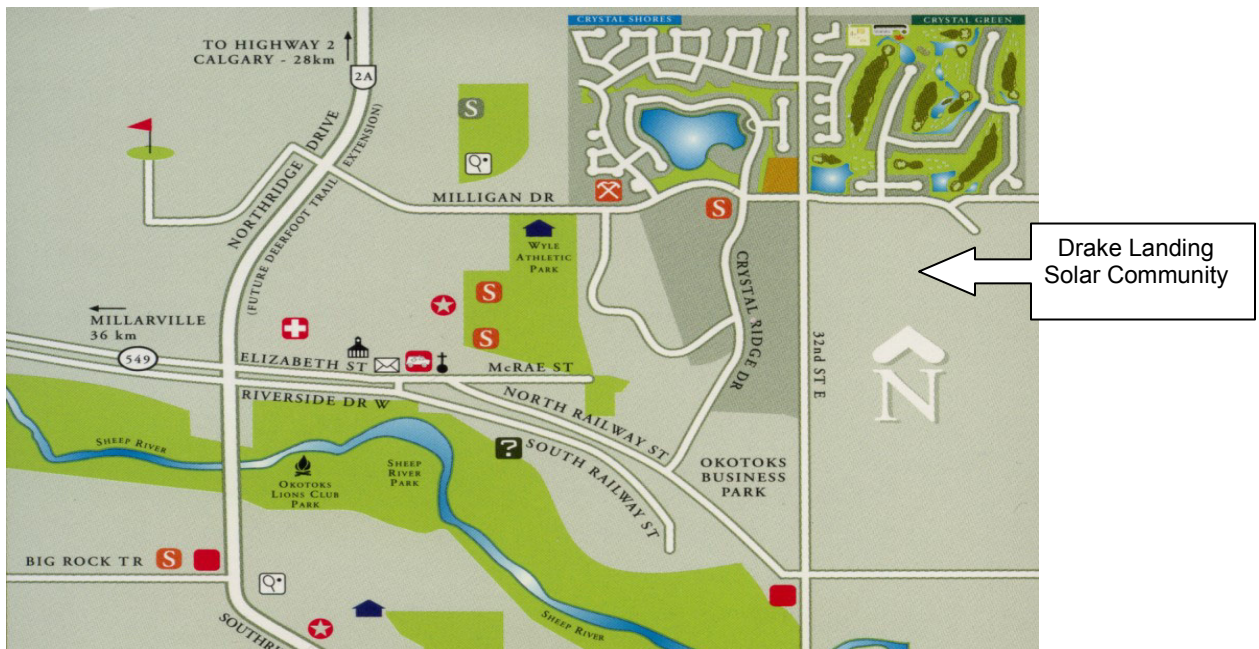 CRYSTAL SHORES
CRYSTAL GREEN
TO HIGHWAY 2
CALGARY - 28km
2A
S
NORTHRIDGE DRIVE
(FUTURE DEERFOOT TRAIL EXTENSION)
MILLIGAN DR
S
WYLE
ATHLETIC
PARK
Drake Landing
Solar Community
CRYSTAL RIDGE DR
MILLARVILLE
36 km
549
S
S
32nd ST E
N
ELIZABETH ST
McRAE ST
RIVERSIDE DR W
NORTH RAILWAY ST
SHEEP RIVER
?
SOUTH RAILWAY ST
OKOTOKS
LIONS CLUB
PARK
SHEEP
RIVER
PARK
OKOTOKS
BUSINESS
PARK
BIG ROCK TR
S
SHEEP RIVER